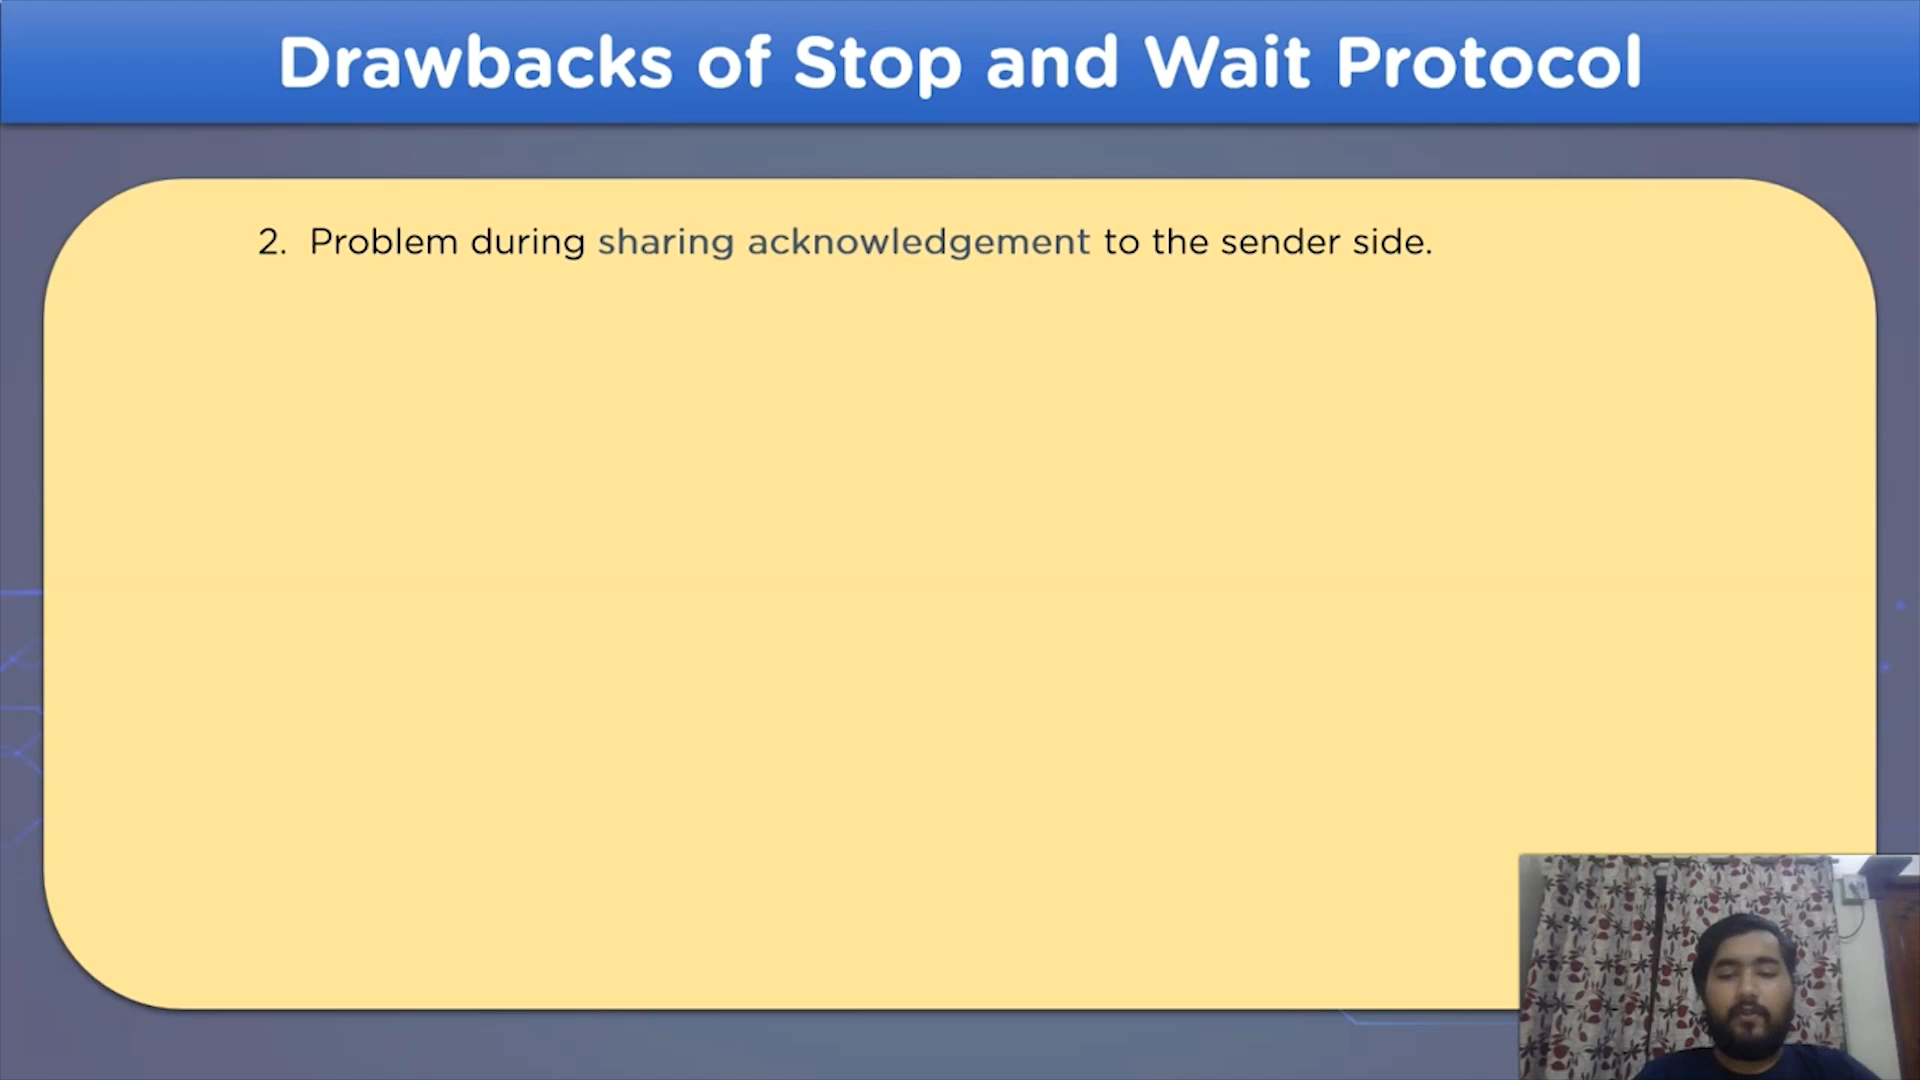 Drawbacks of Stop and Wait Protocol
2. Problem during sharing acknowledgement to the sender side.